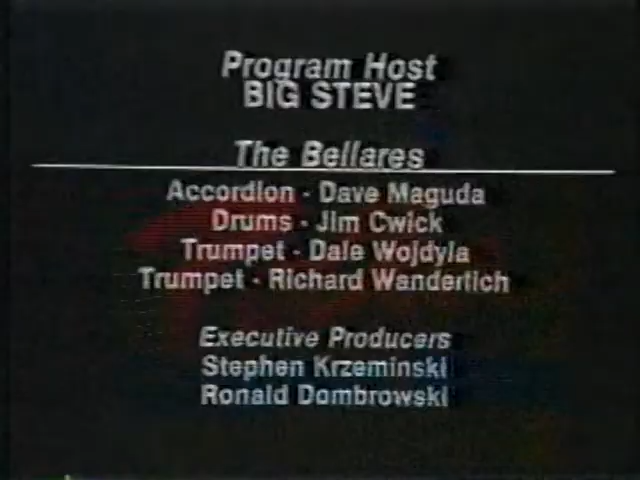 Program Host
BIG STEVE
The Bellares
Accordion - Dave Maguda
Drums - Jim Cwick
Trumpet - Dale Wojdyla
Trumpet - Richard Wanderlich
Executive Producers
Stephen Krzeminski
Ronald Dombrowski